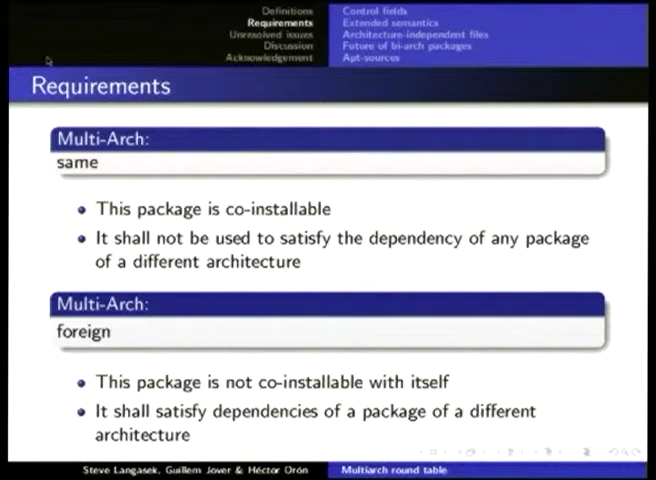 Definitions
Requirements
Unresolved issues
Discussion
Acknowledgement
Control fields
Extended semantics
Architecture-independent files
Future of bi-arch packages
Apt-sources
Requirements
Multi-Arch:
same
This package is co-installable
It shall not be used to satisfy the dependency of any package
of a different architecture
Multi-Arch:
foreign
This package is not co-installable with itself
It shall satisfy dependencies of a package of a different
architecture
Steve Langasek, Guillem Jover & Héctor Orón
Multiarch round table